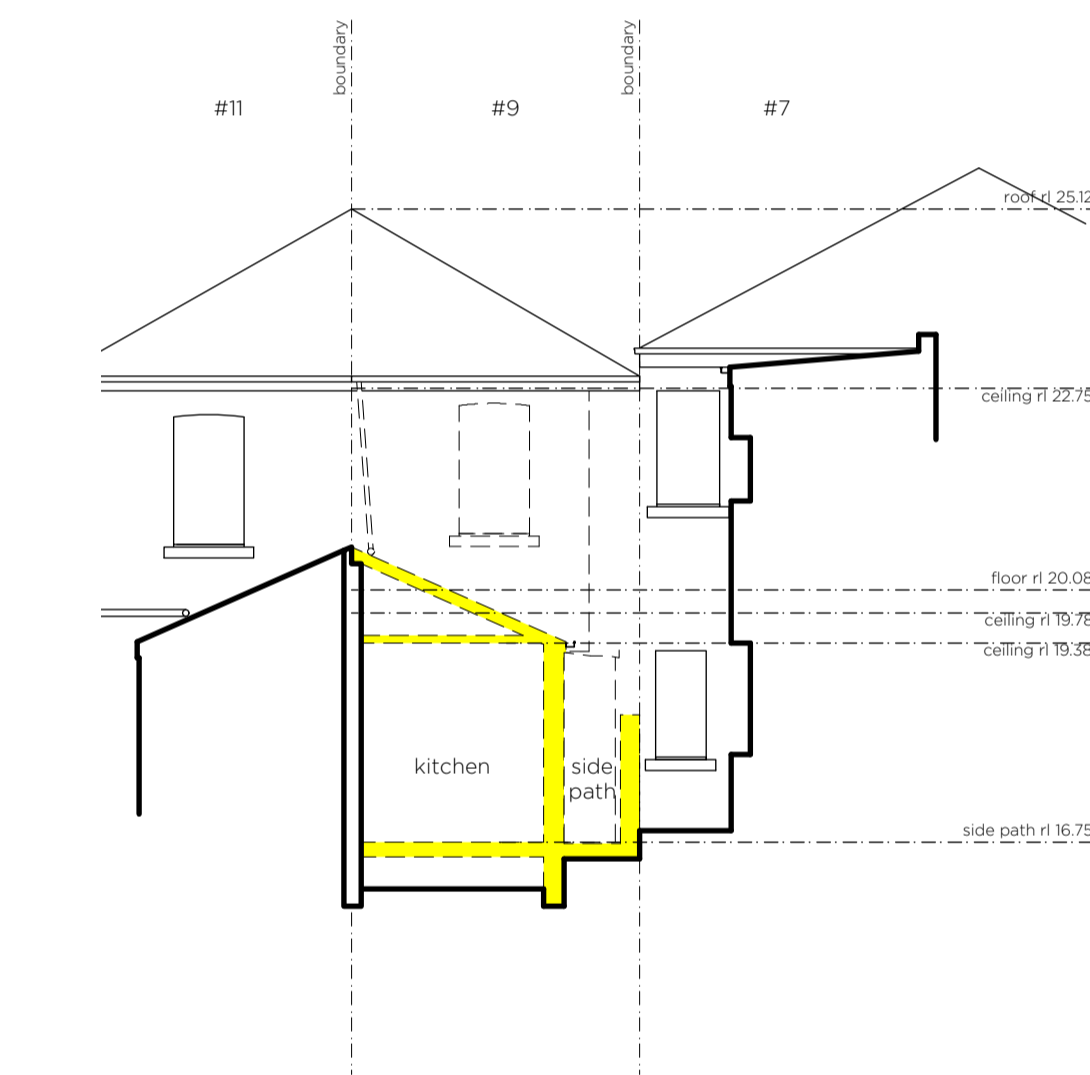 boundary
boundary
#11
#9
#7
roof rl 25.12
ceiling rl 22.75
floor rl 20.08
ceiling rl 19.78
ceiling rl 19.38
kitchen
side
path
side path rl 16.75